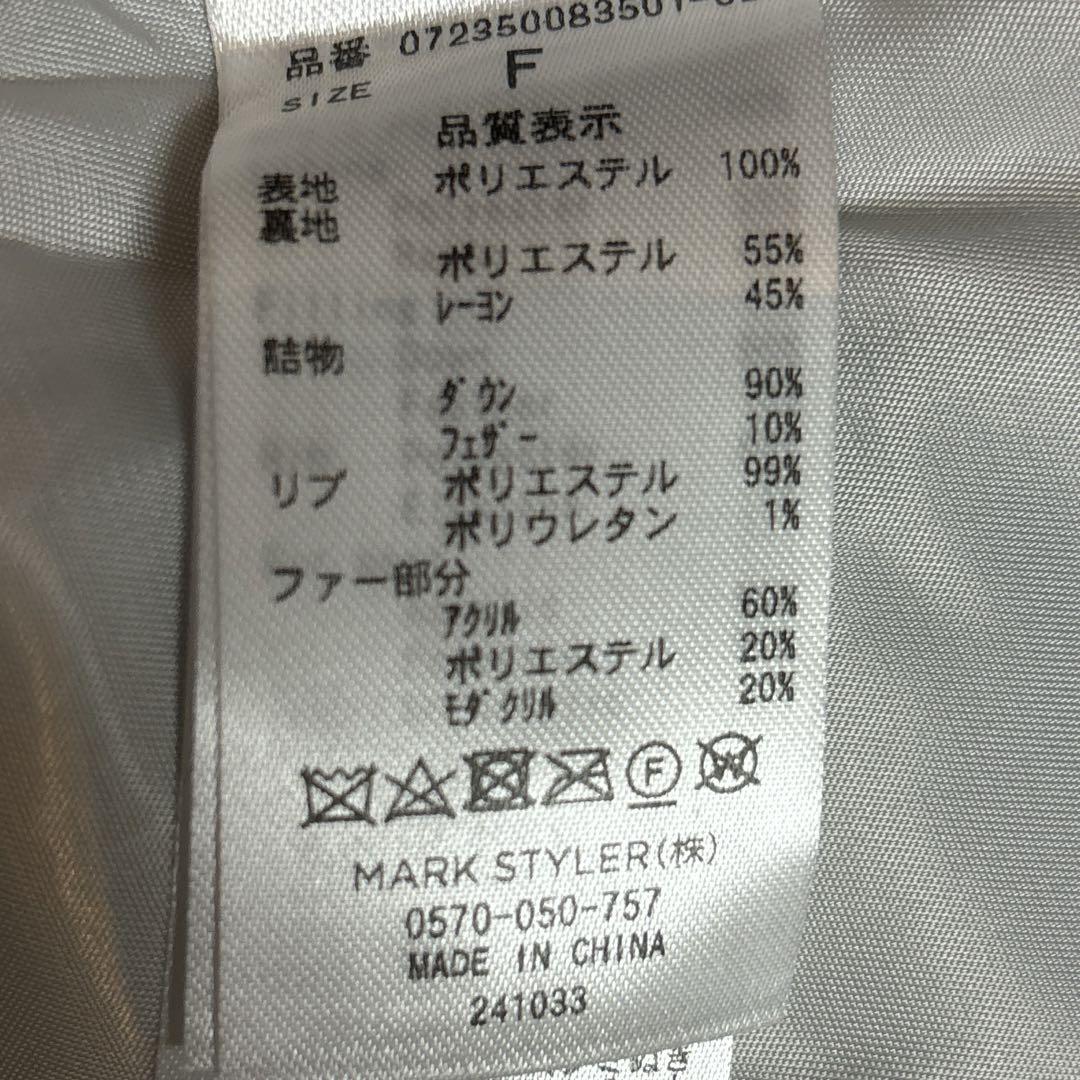 品番 072350083501
SIZE F
品質表示
表地 ポリエステル 100%
裏地
ポリエステル 55%
レーヨン 45%
詰物
ダウン 90%
フェザー 10%
リブ ポリエステル 99%
ポリウレタン 1%
ファー部分
アクリル 60%
ポリエステル 20%
モダクリル 20%
F
W
MARK STYLER(株)
0570-050-757
MADE IN CHINA
241033